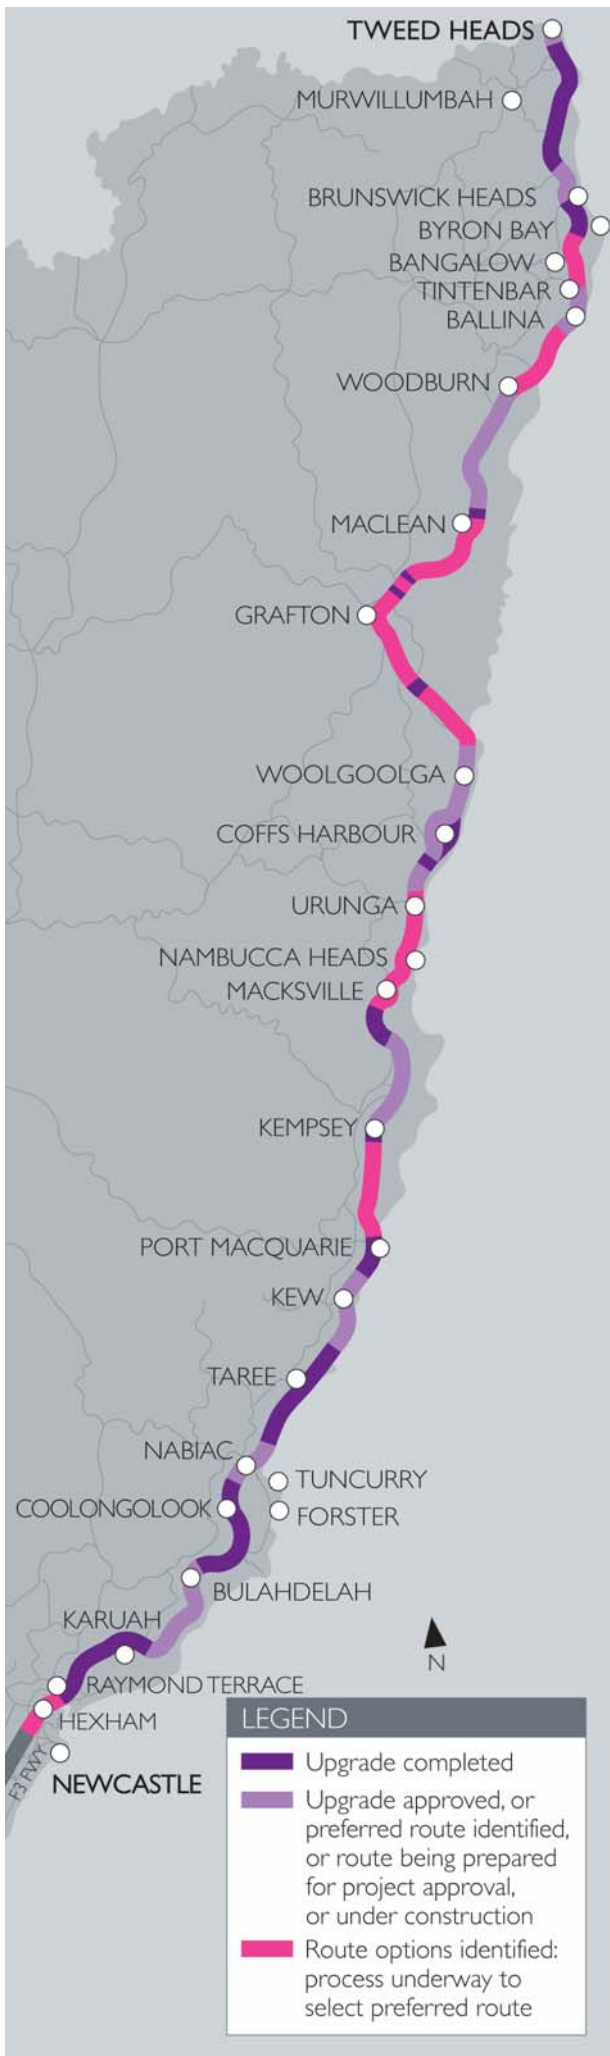 TWEED HEADS
MURWILLUMBAH
BRUNSWICK HEADS
BYRON BAY
BANGALOW
TINTENBAR
BALLINA
WOODBURN
MACLEAN
GRAFTON
WOOLGOOLGA
COFFS HARBOUR
URUNGA
NAMBUCCA HEADS
MACKSVILLE
KEMPSEY
PORT MACQUARIE
KEW
TAREE
NABIAC
TUNCURRY
COOLONGOLOOK
FORSTER
BULAHDELAH
KARUAH
N
RAYMOND TERRACE
HEXHAM
F3 FWY
NEWCASTLE
LEGEND
Upgrade completed
Upgrade approved, or
preferred route identified,
or route being prepared
for project approval,
or under construction
Route options identified:
process underway to
select preferred route